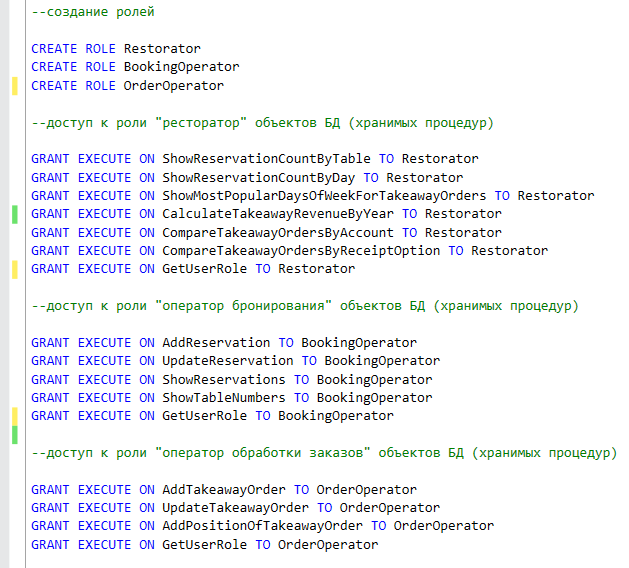 --создание ролей
CREATE ROLE Restorator
CREATE ROLE BookingOperator
CREATE ROLE OrderOperator
--доступ к роли "ресторатор" объектов БД (хранимых процедур)
GRANT EXECUTE ON ShowReservationCountByTable TO Restorator
GRANT EXECUTE ON ShowReservationCountByDay TO Restorator
GRANT EXECUTE ON ShowMostPopularDaysOfWeekForTakeawayOrders TO Restorator
GRANT EXECUTE ON CalculateTakeawayRevenueByYear TO Restorator
GRANT EXECUTE ON CompareTakeawayOrdersByAccount TO Restorator
GRANT EXECUTE ON CompareTakeawayOrdersByReceiptOption TO Restorator
GRANT EXECUTE ON GetUserRole TO Restorator
--доступ к роли "оператор бронирования" объектов БД (хранимых процедур)
GRANT EXECUTE ON AddReservation TO BookingOperator
GRANT EXECUTE ON UpdateReservation TO BookingOperator
GRANT EXECUTE ON ShowReservations TO BookingOperator
GRANT EXECUTE ON ShowTableNumbers TO BookingOperator
GRANT EXECUTE ON GetUserRole TO BookingOperator
--доступ к роли "оператор обработки заказов" объектов БД (хранимых процедур)
GRANT EXECUTE ON AddTakeawayOrder TO OrderOperator
GRANT EXECUTE ON UpdateTakeawayOrder TO OrderOperator
GRANT EXECUTE ON AddPositionOfTakeawayOrder TO OrderOperator
GRANT EXECUTE ON GetUserRole TO OrderOperator